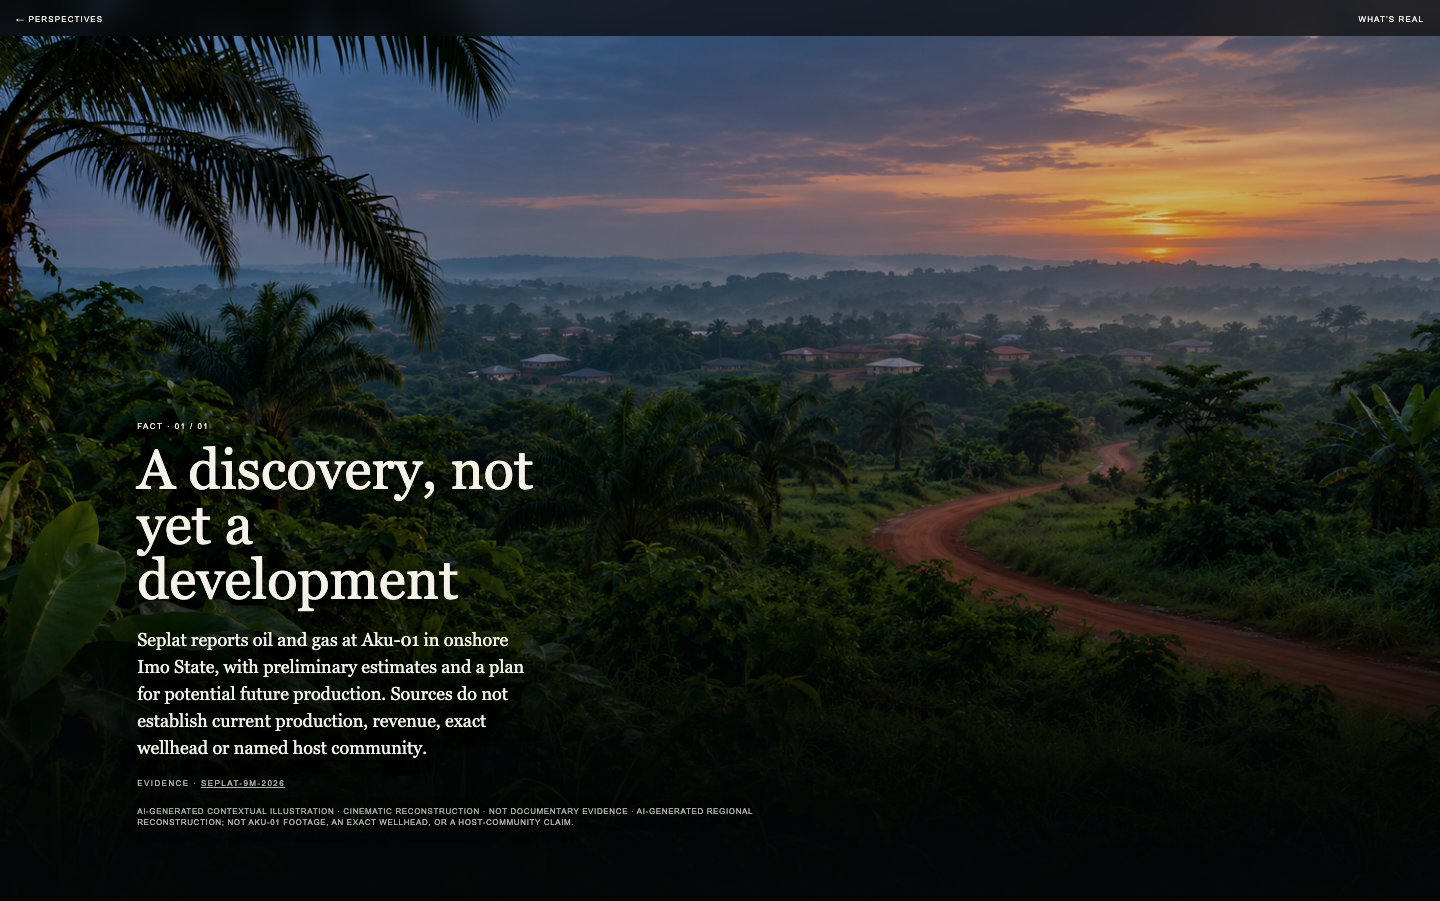 ← PERSPECTIVES
WHAT'S REAL
FACT · 01 / 01
A discovery, not
yet a
development
Seplat reports oil and gas at Aku-01 in onshore
Imo State, with preliminary estimates and a plan
for potential future production. Sources do not
establish current production, revenue, exact
wellhead or named host community.
EVIDENCE · SEPLAT-9M-2026
AI-GENERATED CONTEXTUAL ILLUSTRATION · CINEMATIC RECONSTRUCTION · NOT DOCUMENTARY EVIDENCE · AI-GENERATED REGIONAL
RECONSTRUCTION; NOT AKU-01 FOOTAGE, AN EXACT WELLHEAD, OR A HOST-COMMUNITY CLAIM.